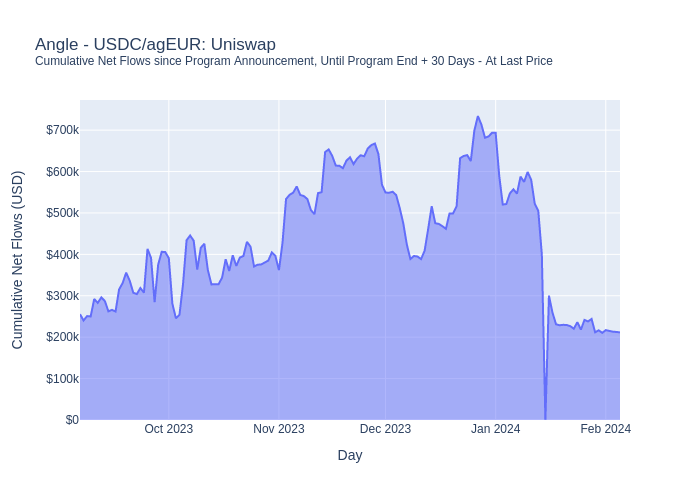 Angle - USDC/agEUR: Uniswap
Cumulative Net Flows since Program Announcement, Until Program End + 30 Days - At Last Price
Cumulative Net Flows (USD)
$700k
$600k
$500k
$400k
$300k
$200k
$100k
$0
Oct 2023
Nov 2023
Dec 2023
Jan 2024
Feb 2024
Day